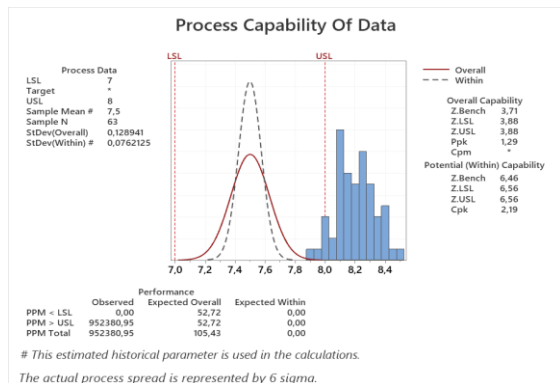 Process Capability Of Data
LSL USL
Process Data
LSL 7
Target *
USL 8
Sample Mean # 7,5
Sample N 63
StDev(Overall) 0,128941
StDev(Within) # 0,0762125
Overall
Within
Overall Capability
Z.Bench 3,71
Z.LSL 3,88
Z.USL 3,88
Ppk 1,29
Cpm *
Potential (Within) Capability
Z.Bench 6,46
Z.LSL 6,56
Z.USL 6,56
Cpk 2,19
7,0 7,2 7,4 7,6 7,8 8,0 8,2 8,4
Performance
Observed Expected Overall Expected Within
PPM < LSL 0,00 52,72 0,00
PPM > USL 952380,95 52,72 0,00
PPM Total 952380,95 105,43 0,00
# This estimated historical parameter is used in the calculations.
The actual process spread is represented by 6 sigma.